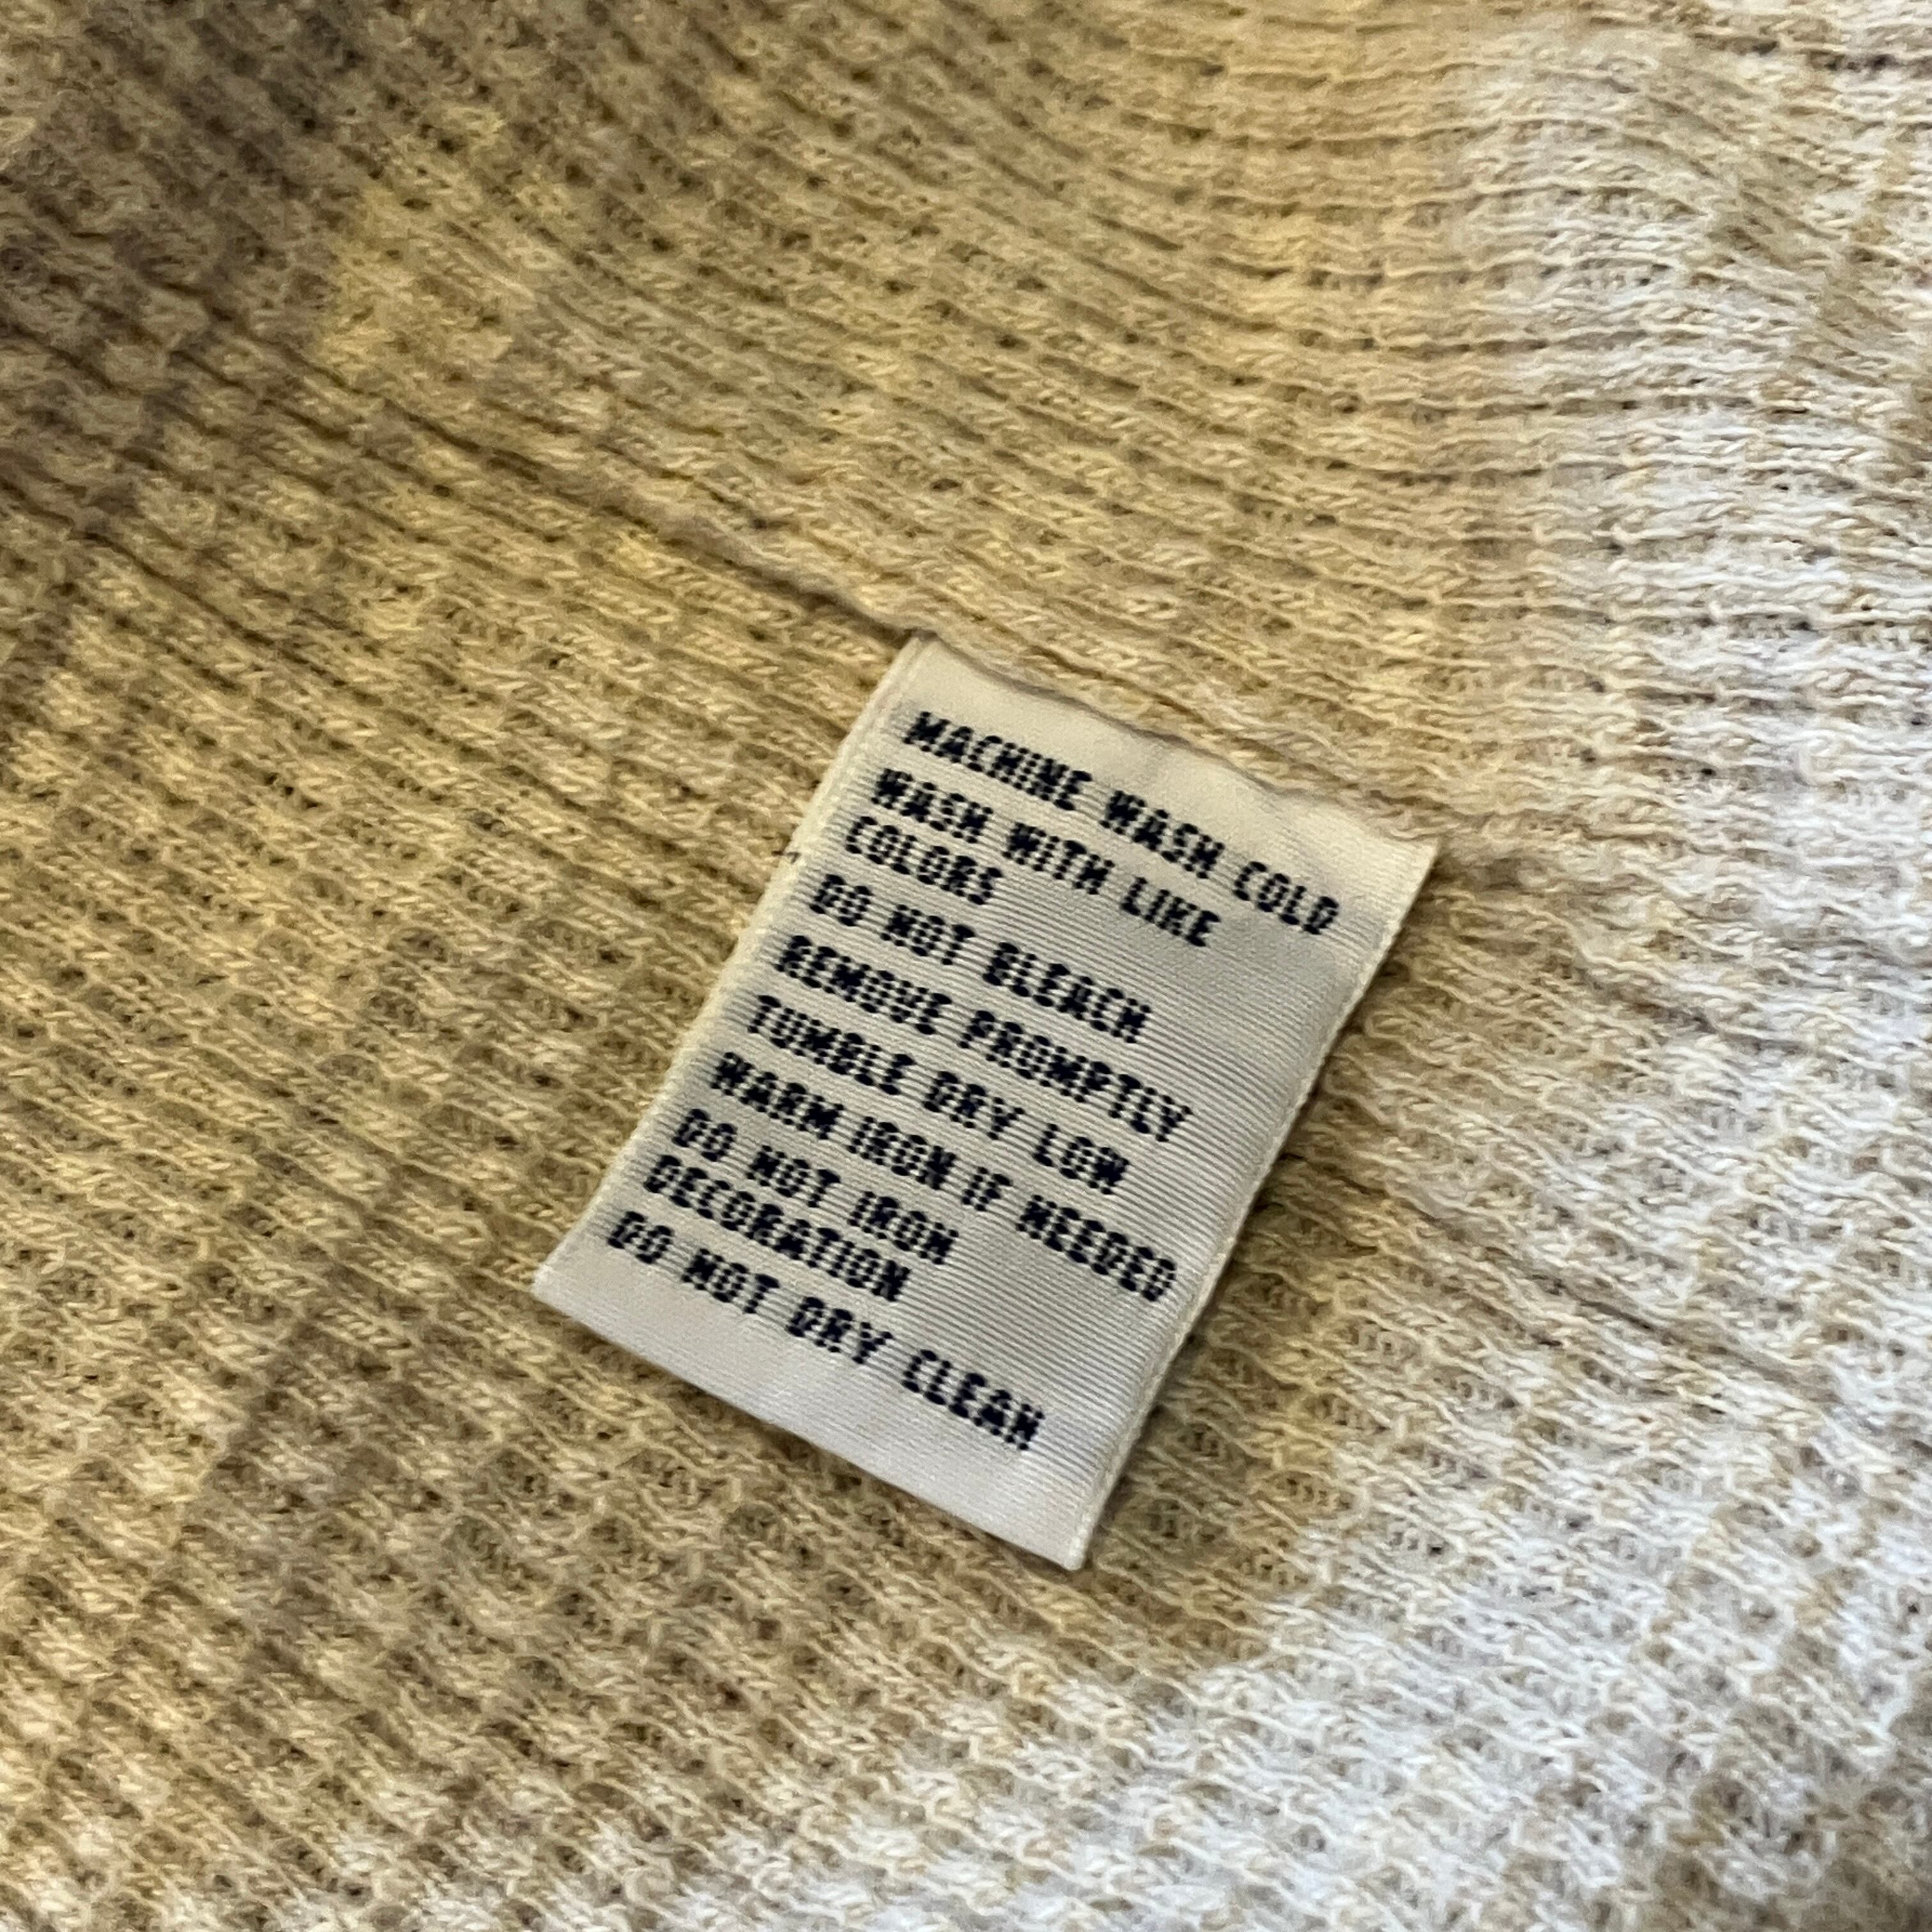 MACHINE WASH COLD
WASH WITH LIKE
COLORS
DO NOT BLEACH
REMOVE PROMPTLY
TUMBLE DRY LOW
WARM IRON IF NEEDED
DO NOT IRON
DECORATION
DO NOT DRY CLEAN